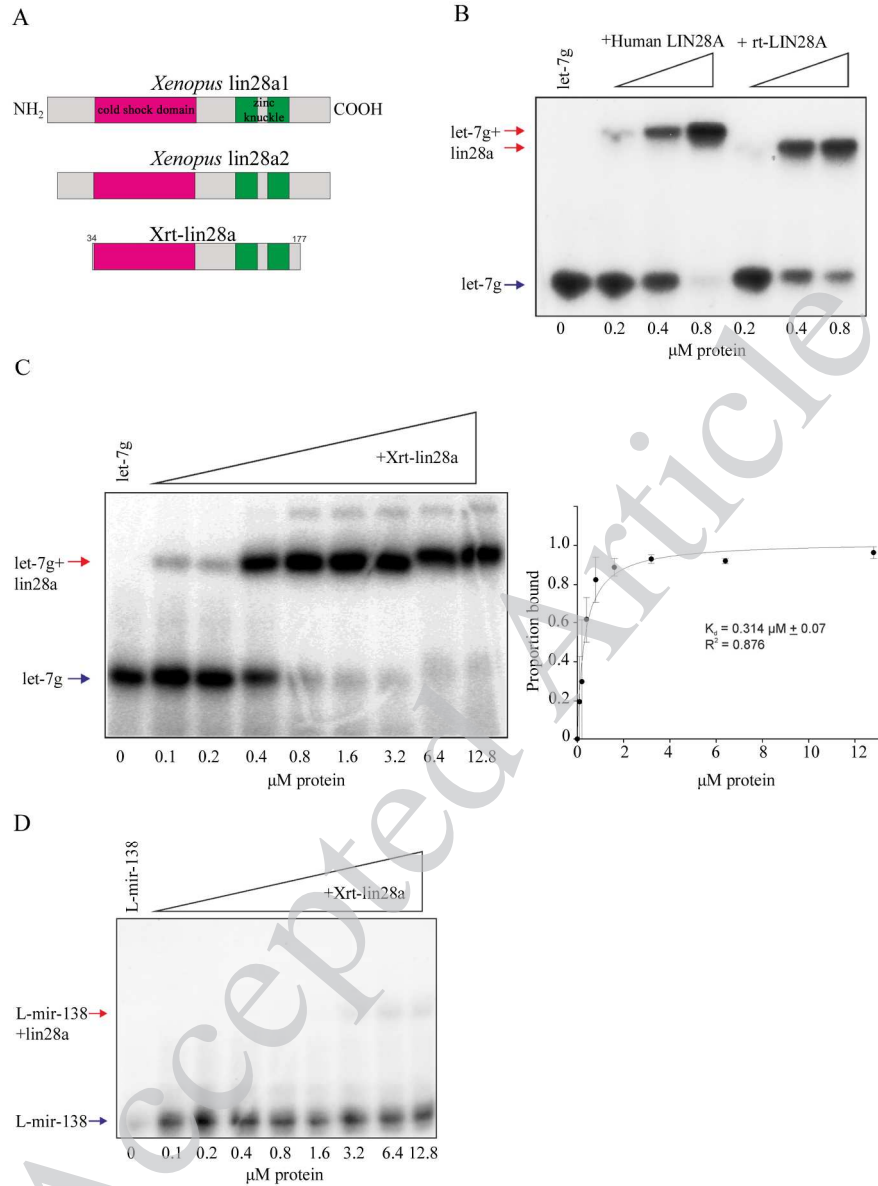 A
Xenopus lin28a1
NH2
cold shock domain
zinc
knuckle
COOH
Xenopus lin28a2
Xrt-lin28a
34
177
B
let-7g
+Human LIN28A
+ rt-LIN28A
let-7g+
lin28a
let-7g
0 0.2 0.4 0.8 0.2 0.4 0.8
µM protein
C
let-7g
+Xrt-lin28a
let-7g+
lin28a
let-7g
0 0.1 0.2 0.4 0.8 1.6 3.2 6.4 12.8
µM protein
Proportion bound
1.0
0.8
0.6
0.4
0.2
0
Kd = 0.314 µM ± 0.07
R2 = 0.876
0 2 4 6 8 10 12
µM protein
D
L-mir-138
+Xrt-lin28a
L-mir-138
+lin28a
L-mir-138
0 0.1 0.2 0.4 0.8 1.6 3.2 6.4 12.8
µM protein
Accepted Article